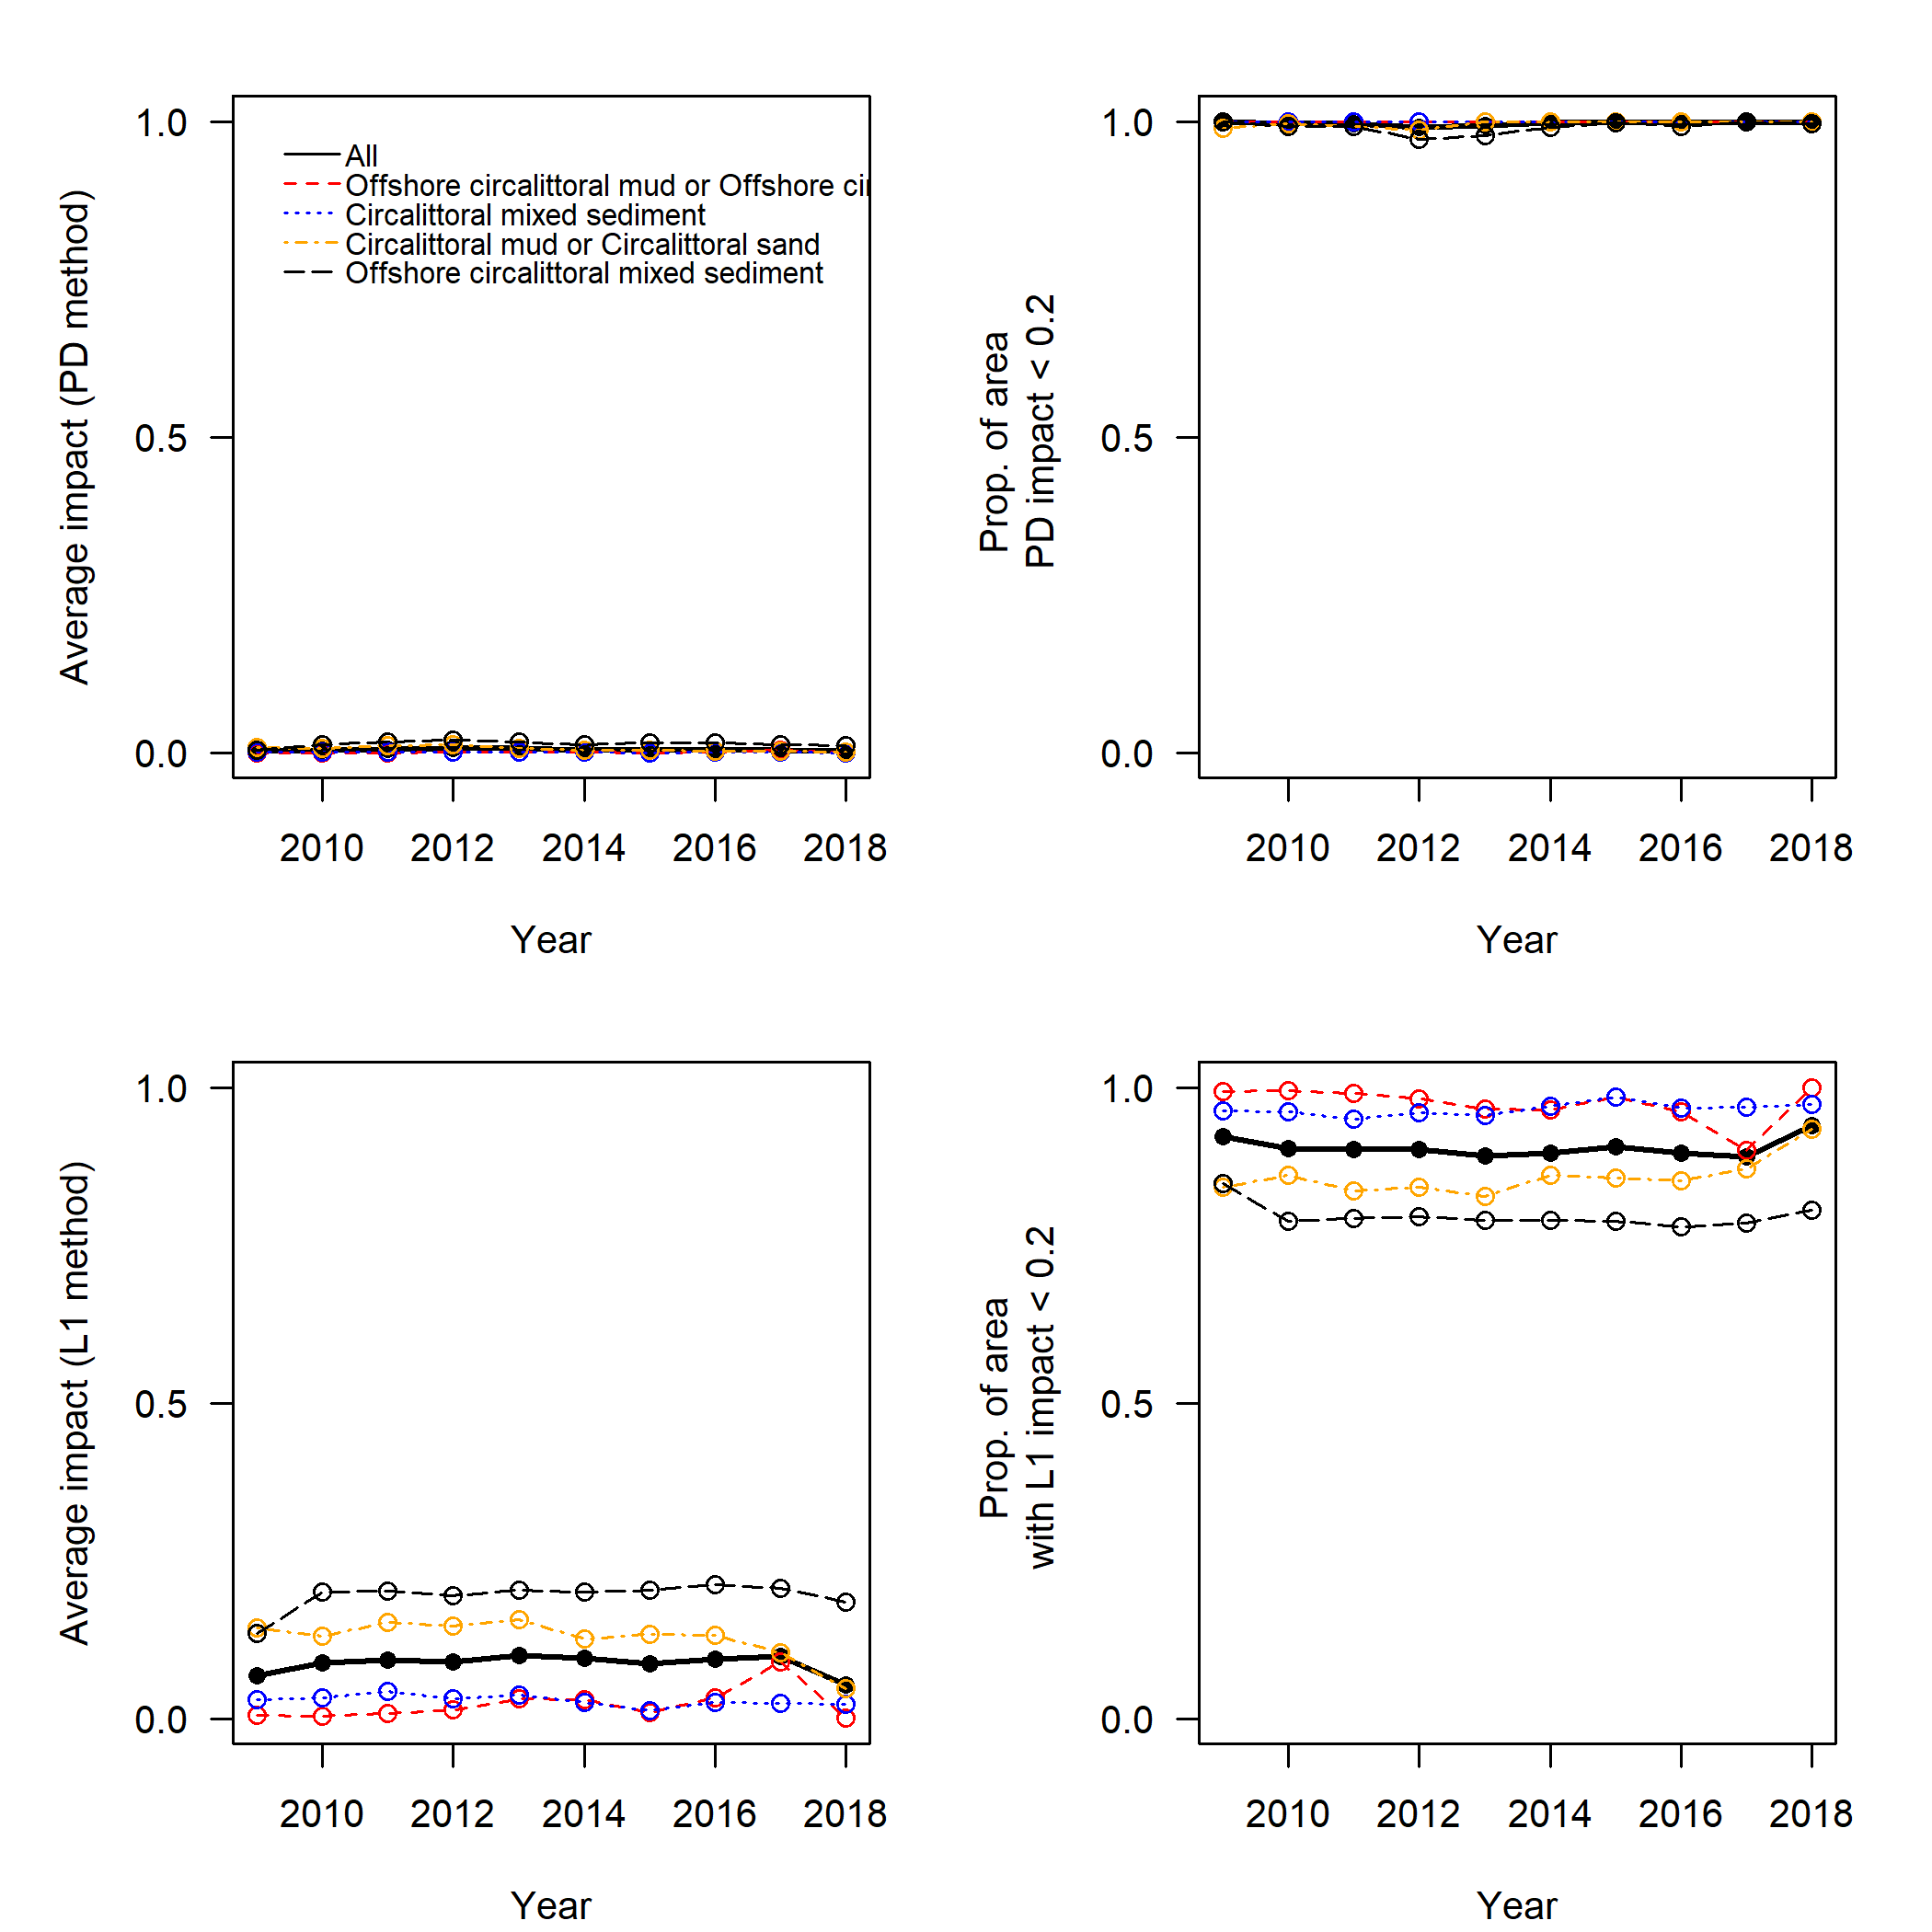 Average impact (PD method)
1.0
0.5
0.0
All
Offshore circalittoral mud or Offshore cir
Circalittoral mixed sediment
Circalittoral mud or Circalittoral sand
Offshore circalittoral mixed sediment
2010 2012 2014 2016 2018
Year
Prop. of area
PD impact < 0.2
1.0
0.5
0.0
2010 2012 2014 2016 2018
Year
Average impact (L1 method)
1.0
0.5
0.0
2010 2012 2014 2016 2018
Year
Prop. of area
with L1 impact < 0.2
1.0
0.5
0.0
2010 2012 2014 2016 2018
Year